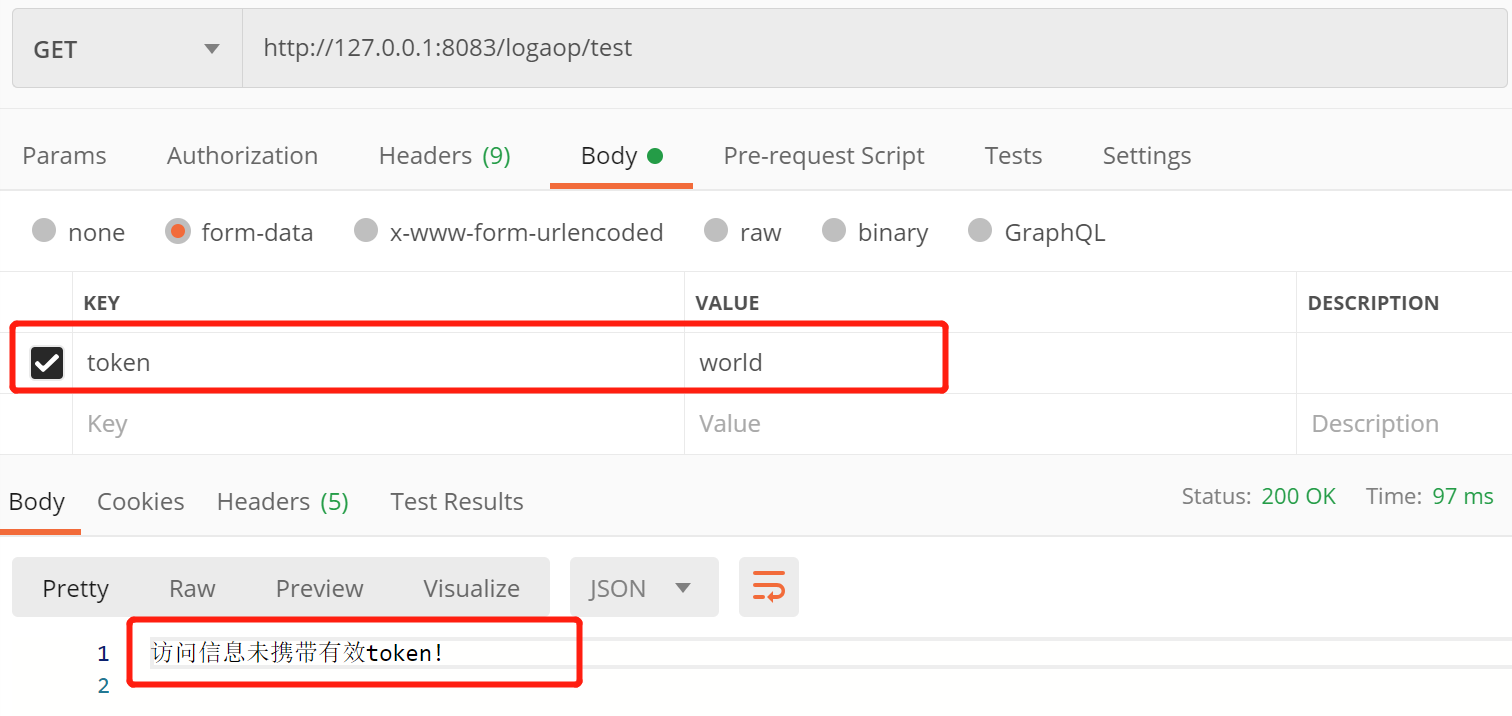 GET http://127.0.0.1:8083/logaop/test
Params Authorization Headers (9) Body Pre-request Script Tests Settings
none form-data x-www-form-urlencoded raw binary GraphQL
KEY VALUE DESCRIPTION
token world
Key Value Description
Body Cookies Headers (5) Test Results Status: 200 OK Time: 97 ms
Pretty Raw Preview Visualize JSON
1 访问信息未携带有效token!
2